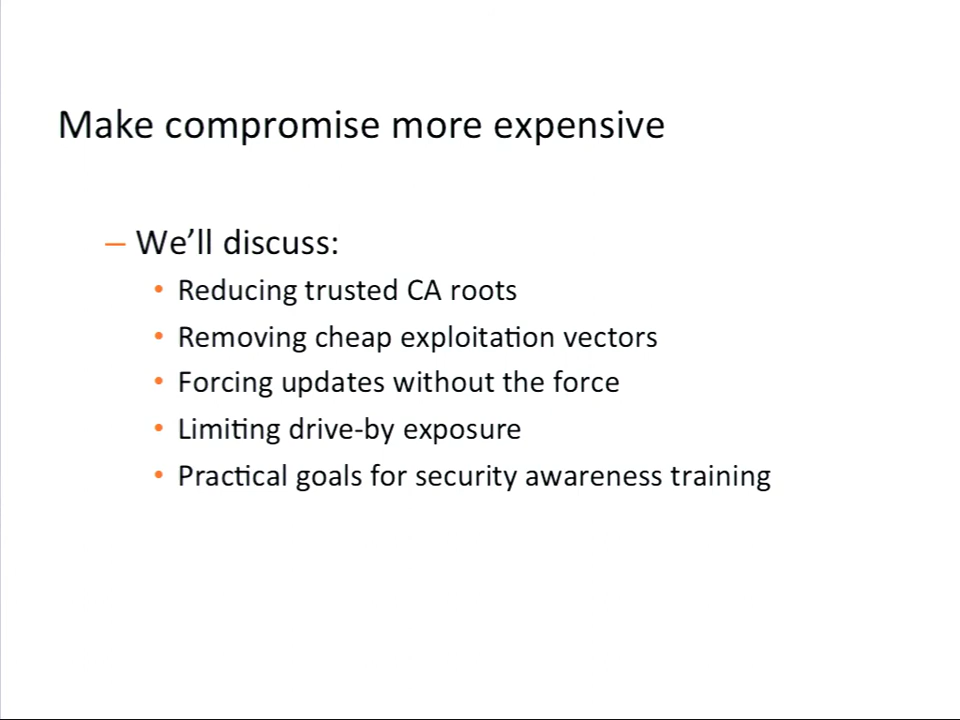 Make compromise more expensive
– We’ll discuss:
• Reducing trusted CA roots
• Removing cheap exploitation vectors
• Forcing updates without the force
• Limiting drive-by exposure
• Practical goals for security awareness training